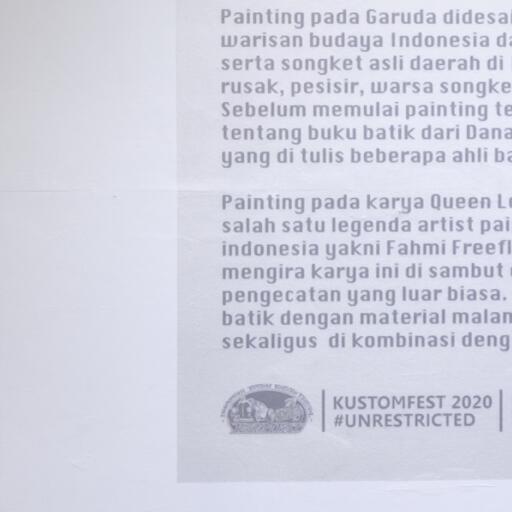 Painting pada Garuda didesai
warisan budaya Indonesia da
serta songket asli daerah di
rusak, pesisir, warsa songke
Sebelum memulai painting te
tentang buku batik dari Dana
yang di tulis beberapa ahli ba
Painting pada karya Queen Le
salah satu legenda artist pai
indonesia yakni Fahmi Freefl
mengira karya ini di sambut
pengecatan yang luar biasa.
batik dengan material malam
sekaligus di kombinasi deng
KUSTOMFEST 2020
#UNRESTRICTED